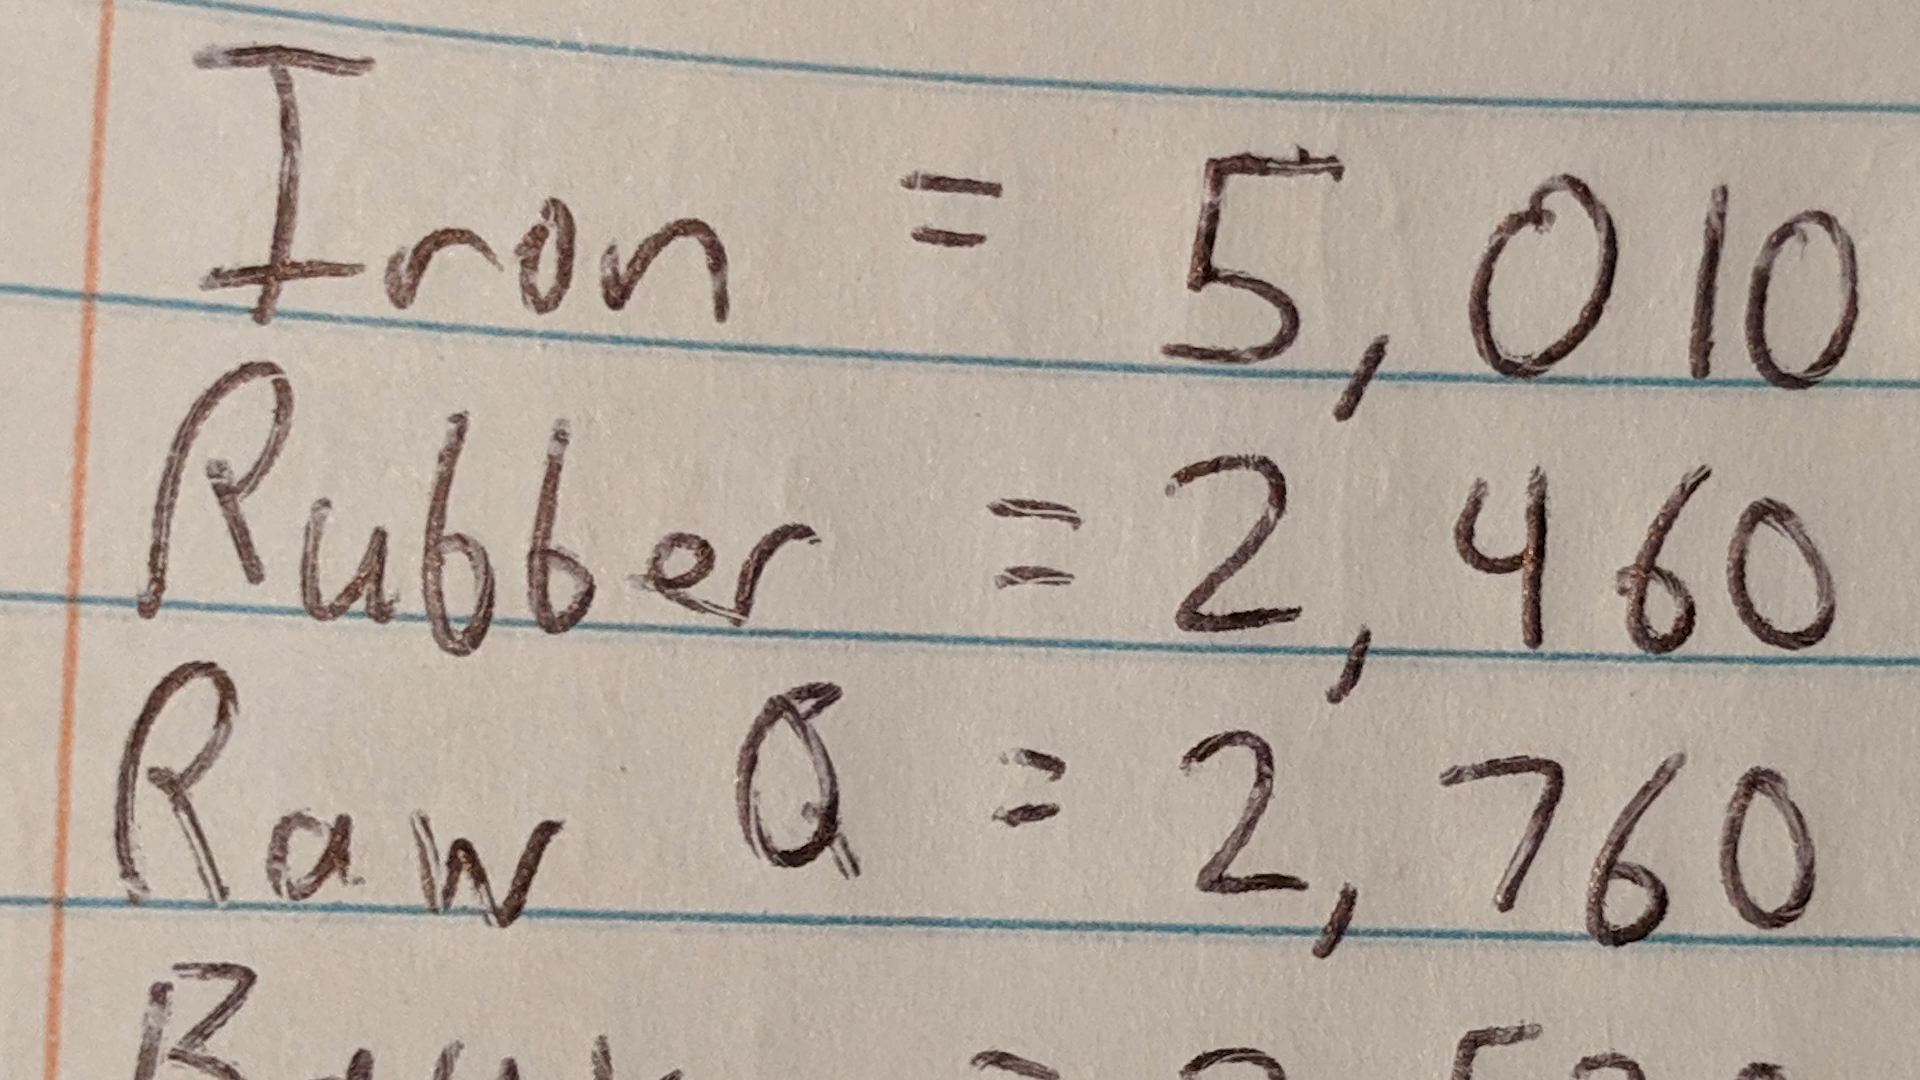 Iron = 5,010
Rubber = 2,460
Raw Q = 2,760